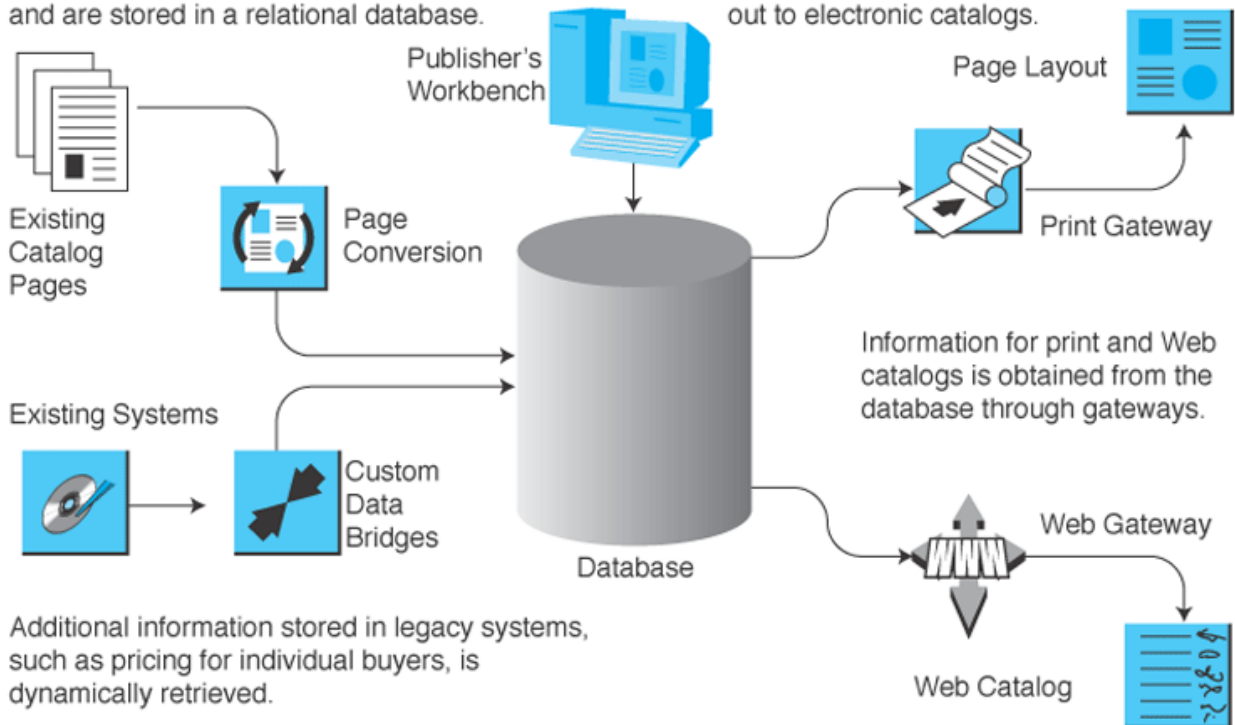 and are stored in a relational database.
out to electronic catalogs.
Publisher's
Workbench
Page Layout
Existing
Catalog
Pages
Page
Conversion
Print Gateway
Information for print and Web
catalogs is obtained from the
database through gateways.
Existing Systems
Custom
Data
Bridges
Database
Web Gateway
WWW
Additional information stored in legacy systems,
such as pricing for individual buyers, is
dynamically retrieved.
Web Catalog